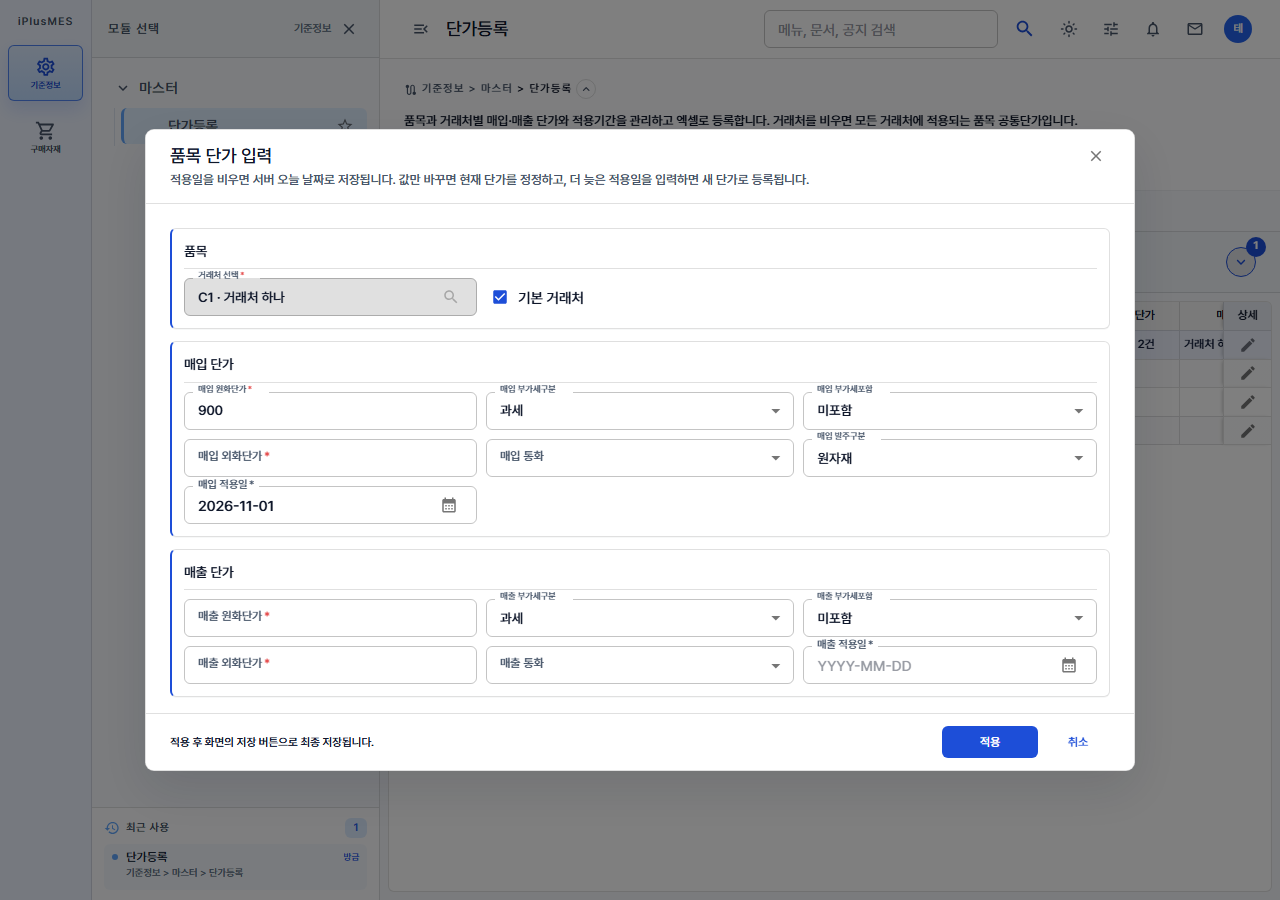 iPlusMES
기준정보
구매자재
모듈 선택
기준정보
마스터
단가등록
최근 사용
1
단가등록
방금
기준정보 > 마스터 > 단가등록
단가등록
메뉴, 문서, 공지 검색
테
기준정보 > 마스터 > 단가등록
품목과 거래처별 매입·매출 단가와 적용기간을 관리하고 엑셀로 등록합니다. 거래처를 비우면 모든 거래처에 적용되는 품목 공통단가입니다.
1
단가
상세
2건
거래처
품목 단가 입력
적용일을 비우면 서버 오늘 날짜로 저장됩니다. 값만 바꾸면 현재 단가를 정정하고, 더 늦은 적용일을 입력하면 새 단가로 등록됩니다.
품목
거래처 선택 *
C1 · 거래처 하나
기본 거래처
매입 단가
매입 원화단가 *
900
매입 부가세구분
과세
매입 부가세포함
미포함
매입 외화단가 *
매입 통화
매입 발주구분
원자재
매입 적용일 *
2026-11-01
매출 단가
매출 원화단가 *
매출 부가세구분
과세
매출 부가세포함
미포함
매출 외화단가 *
매출 통화
매출 적용일 *
YYYY-MM-DD
적용 후 화면의 저장 버튼으로 최종 저장됩니다.
적용
취소